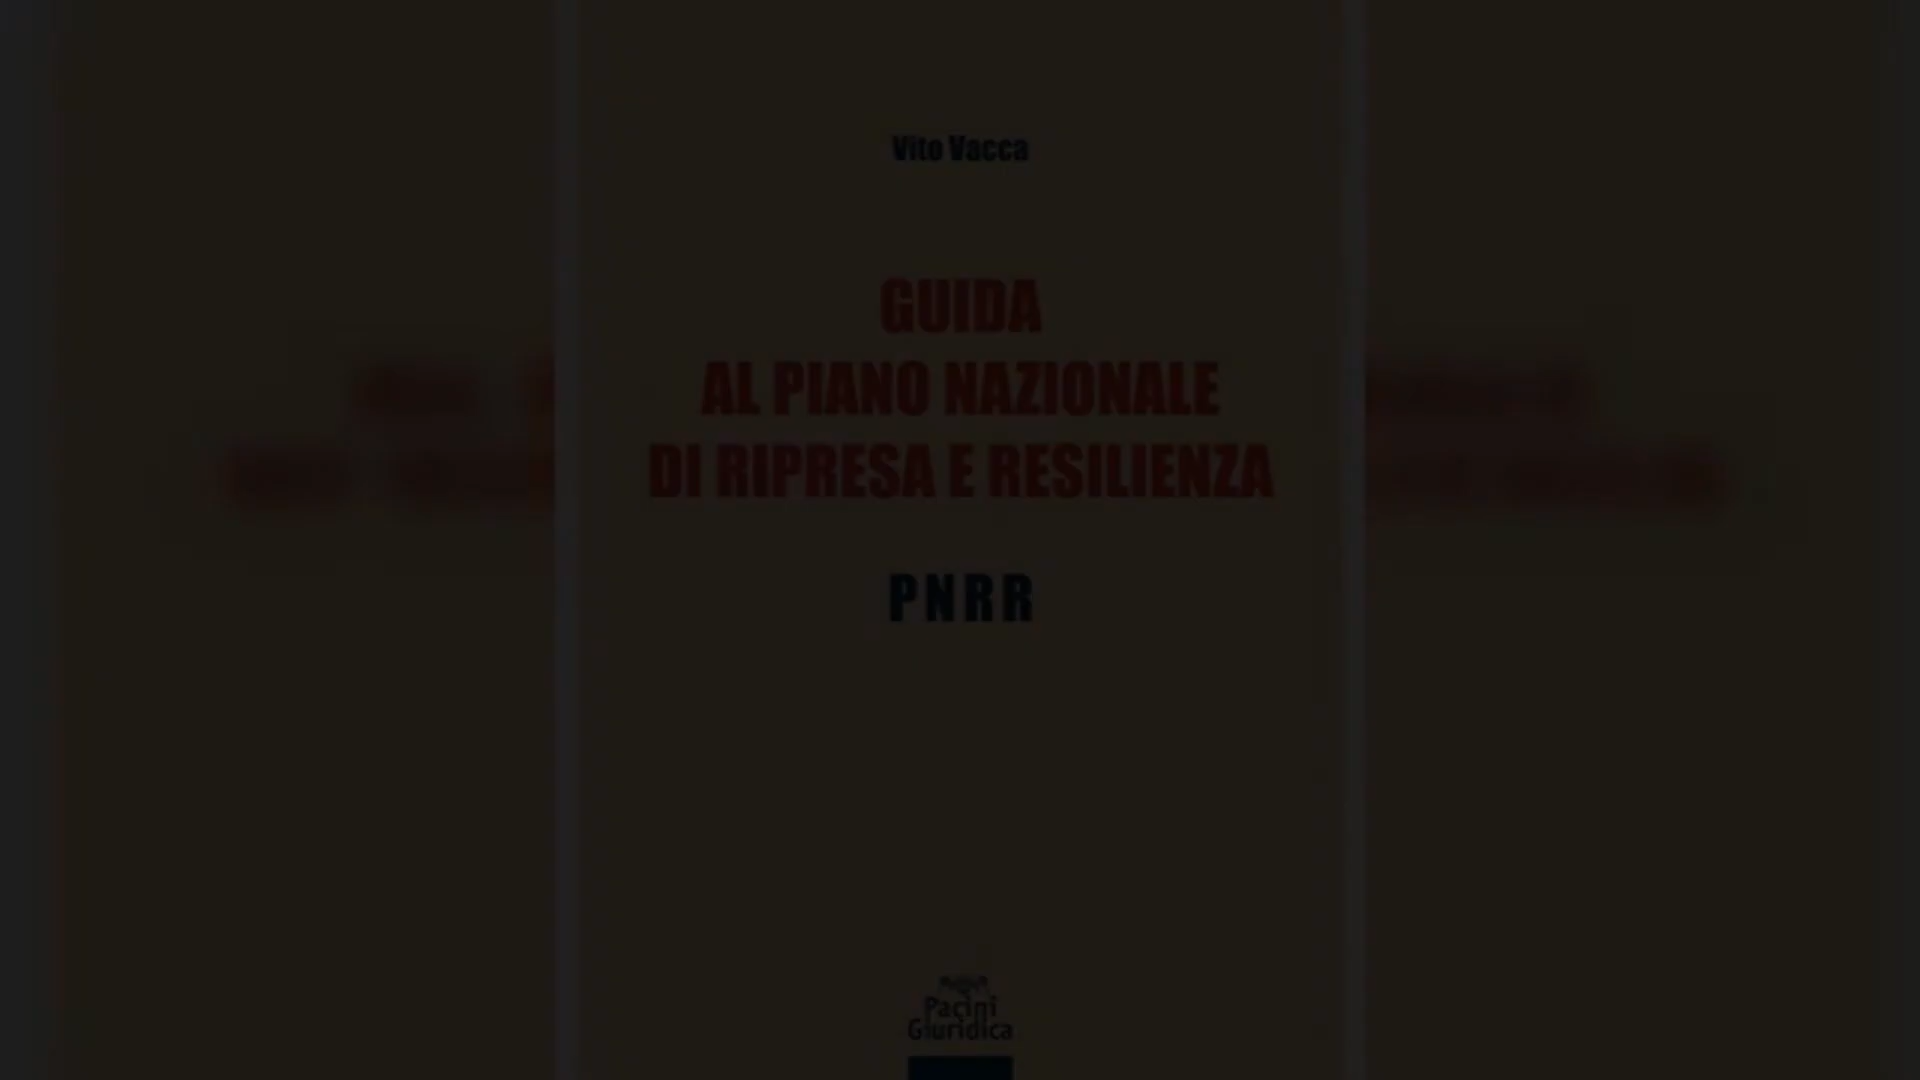 Vito Vacca
GUIDA
AL PIANO NAZIONALE
DI RIPRESA E RESILIENZA
PNRR
Pacini
Giuridica